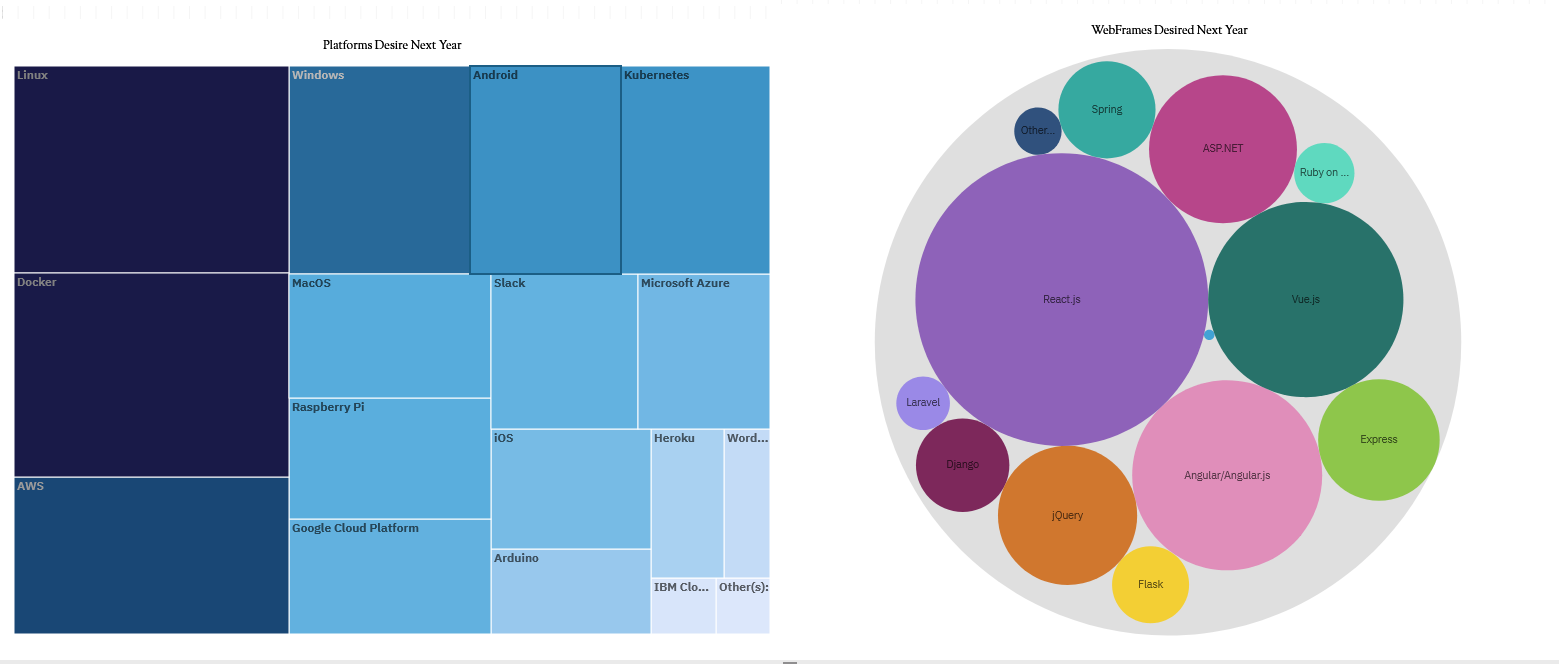 Platforms Desire Next Year
Linux
Windows
Android
Kubernetes
Docker
MacOS
Slack
Microsoft Azure
Raspberry Pi
iOS
Heroku
Word...
AWS
Google Cloud Platform
Arduino
IBM Clo...
Other(s):
WebFrames Desired Next Year
Spring
Other...
ASP.NET
Ruby on ...
React.js
Vue.js
Laravel
Express
Django
Angular/Angular.js
jQuery
Flask